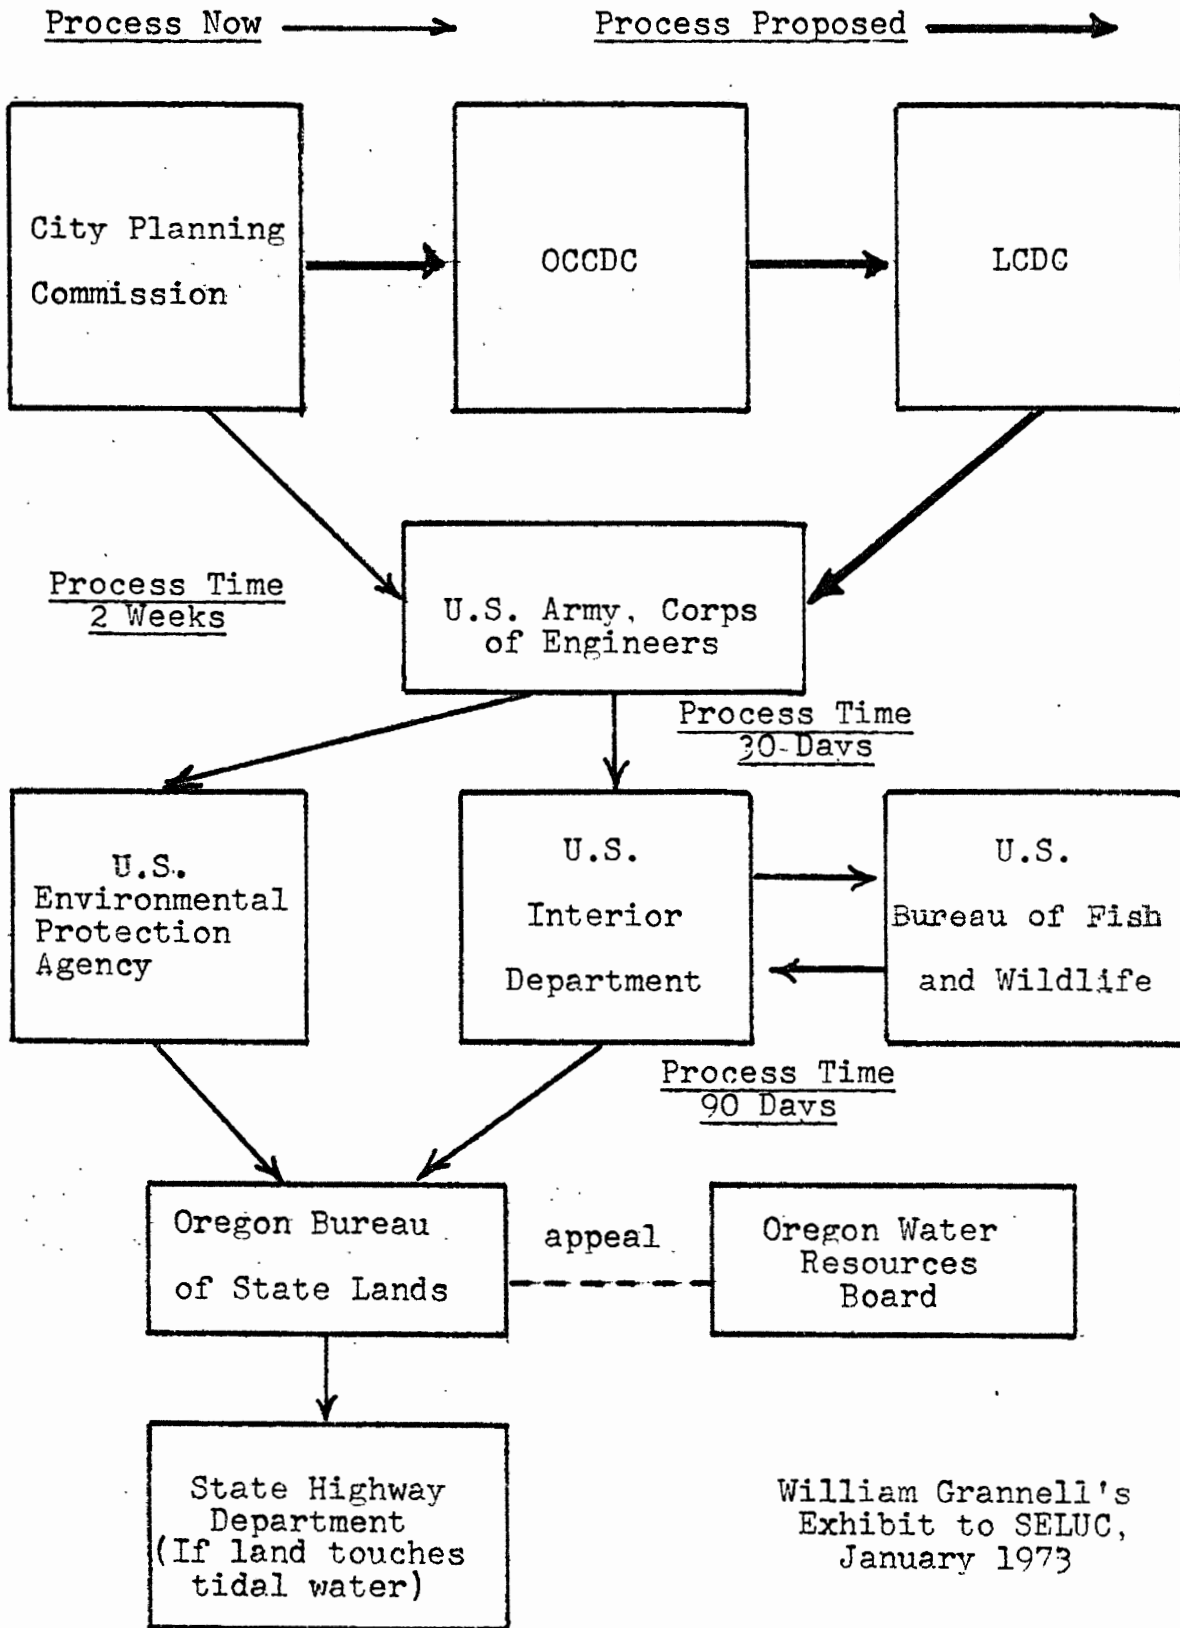 Process Now
Process Proposed
City Planning
Commission
OCCDC
LCDC
Process Time
2 Weeks
U.S. Army, Corps
of Engineers
Process Time
30 Days
U.S.
Environmental
Protection
Agency
U.S.
Interior
Department
U.S.
Bureau of Fish
and Wildlife
Process Time
90 Days
Oregon Bureau
of State Lands
appeal
Oregon Water
Resources
Board
State Highway
Department
(If land touches
tidal water)
William Grannell's
Exhibit to SELUC,
January 1973